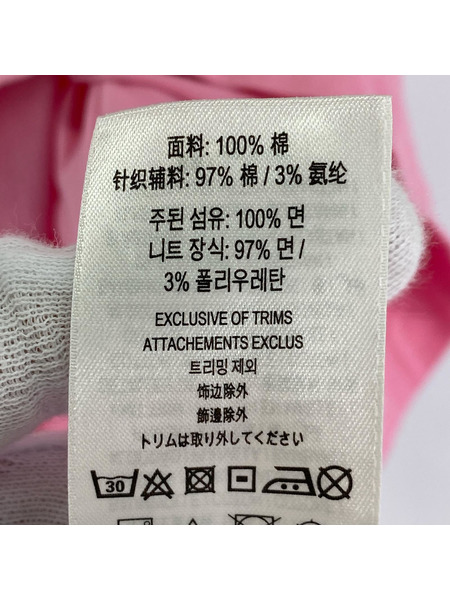 面料: 100% 棉
针织辅料: 97% 棉 / 3% 氨纶
주된 섬유: 100% 면
니트 장식: 97% 면 /
3% 폴리우레탄
EXCLUSIVE OF TRIMS
ATTACHEMENTS EXCLUS
트리밍 제외
饰边除外
飾邊除外
トリムは取り外してください
30